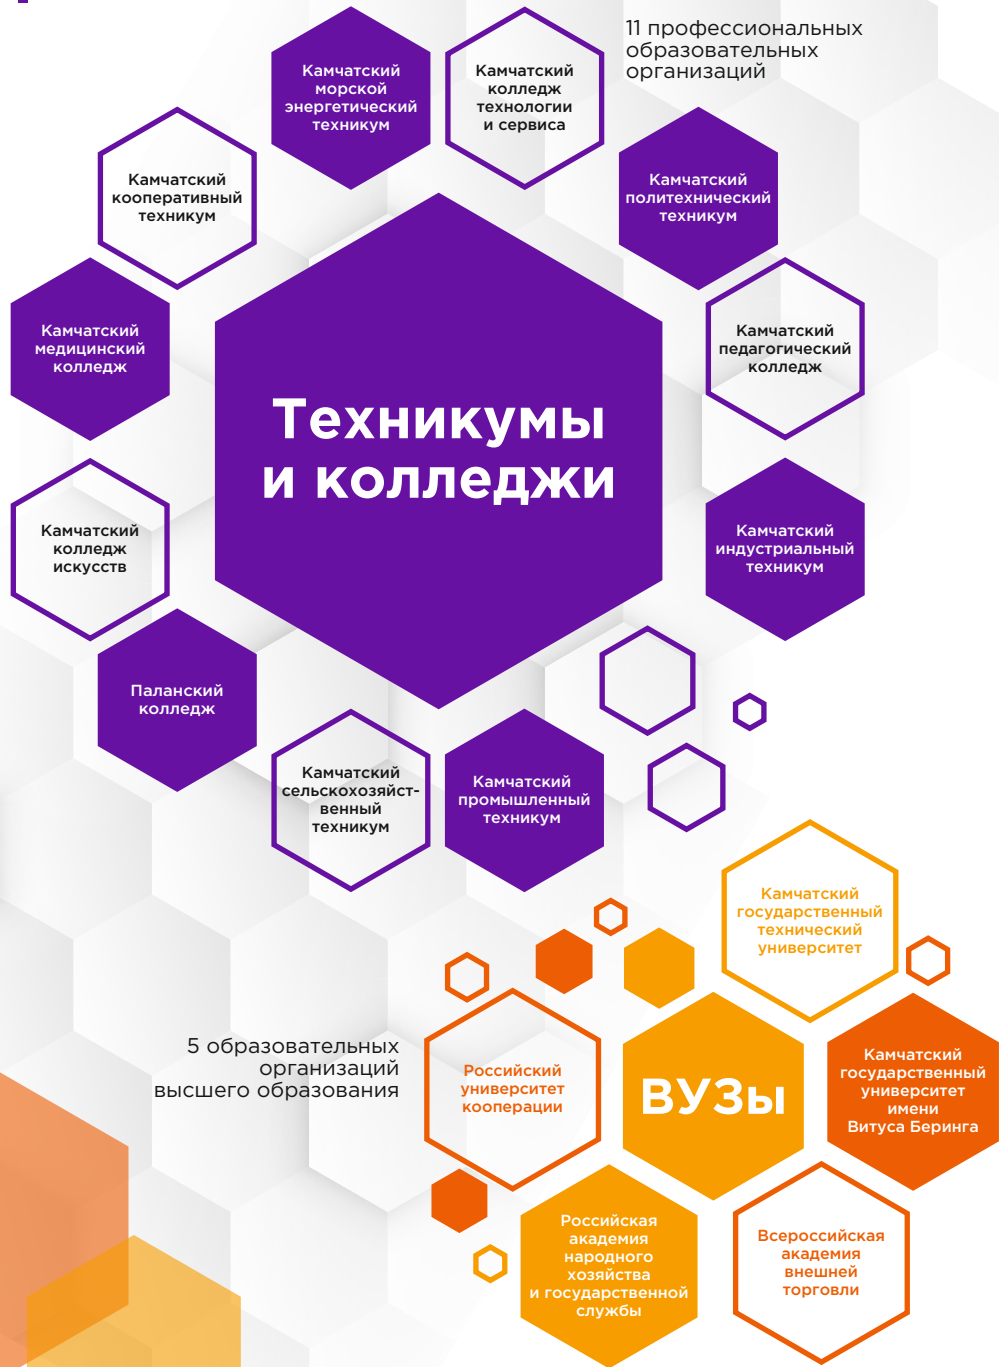 11 профессиональных
образовательных
организаций
Камчатский
морской
энергетический
техникум
Камчатский
колледж
технологии
и сервиса
Камчатский
кооперативный
техникум
Камчатский
политехнический
техникум
Камчатский
медицинский
колледж
Камчатский
педагогический
колледж
Техникумы
и колледжи
Камчатский
колледж
искусств
Камчатский
индустриальный
техникум
Паланский
колледж
Камчатский
сельскохозяйст-
венный
техникум
Камчатский
промышленный
техникум
Камчатский
государственный
технический
университет
5 образовательных
организаций
высшего образования
Российский
университет
кооперации
ВУЗы
Камчатский
государственный
университет
имени
Витуса Беринга
Российская
академия
народного
хозяйства
и государственной
службы
Всероссийская
академия
внешней
торговли